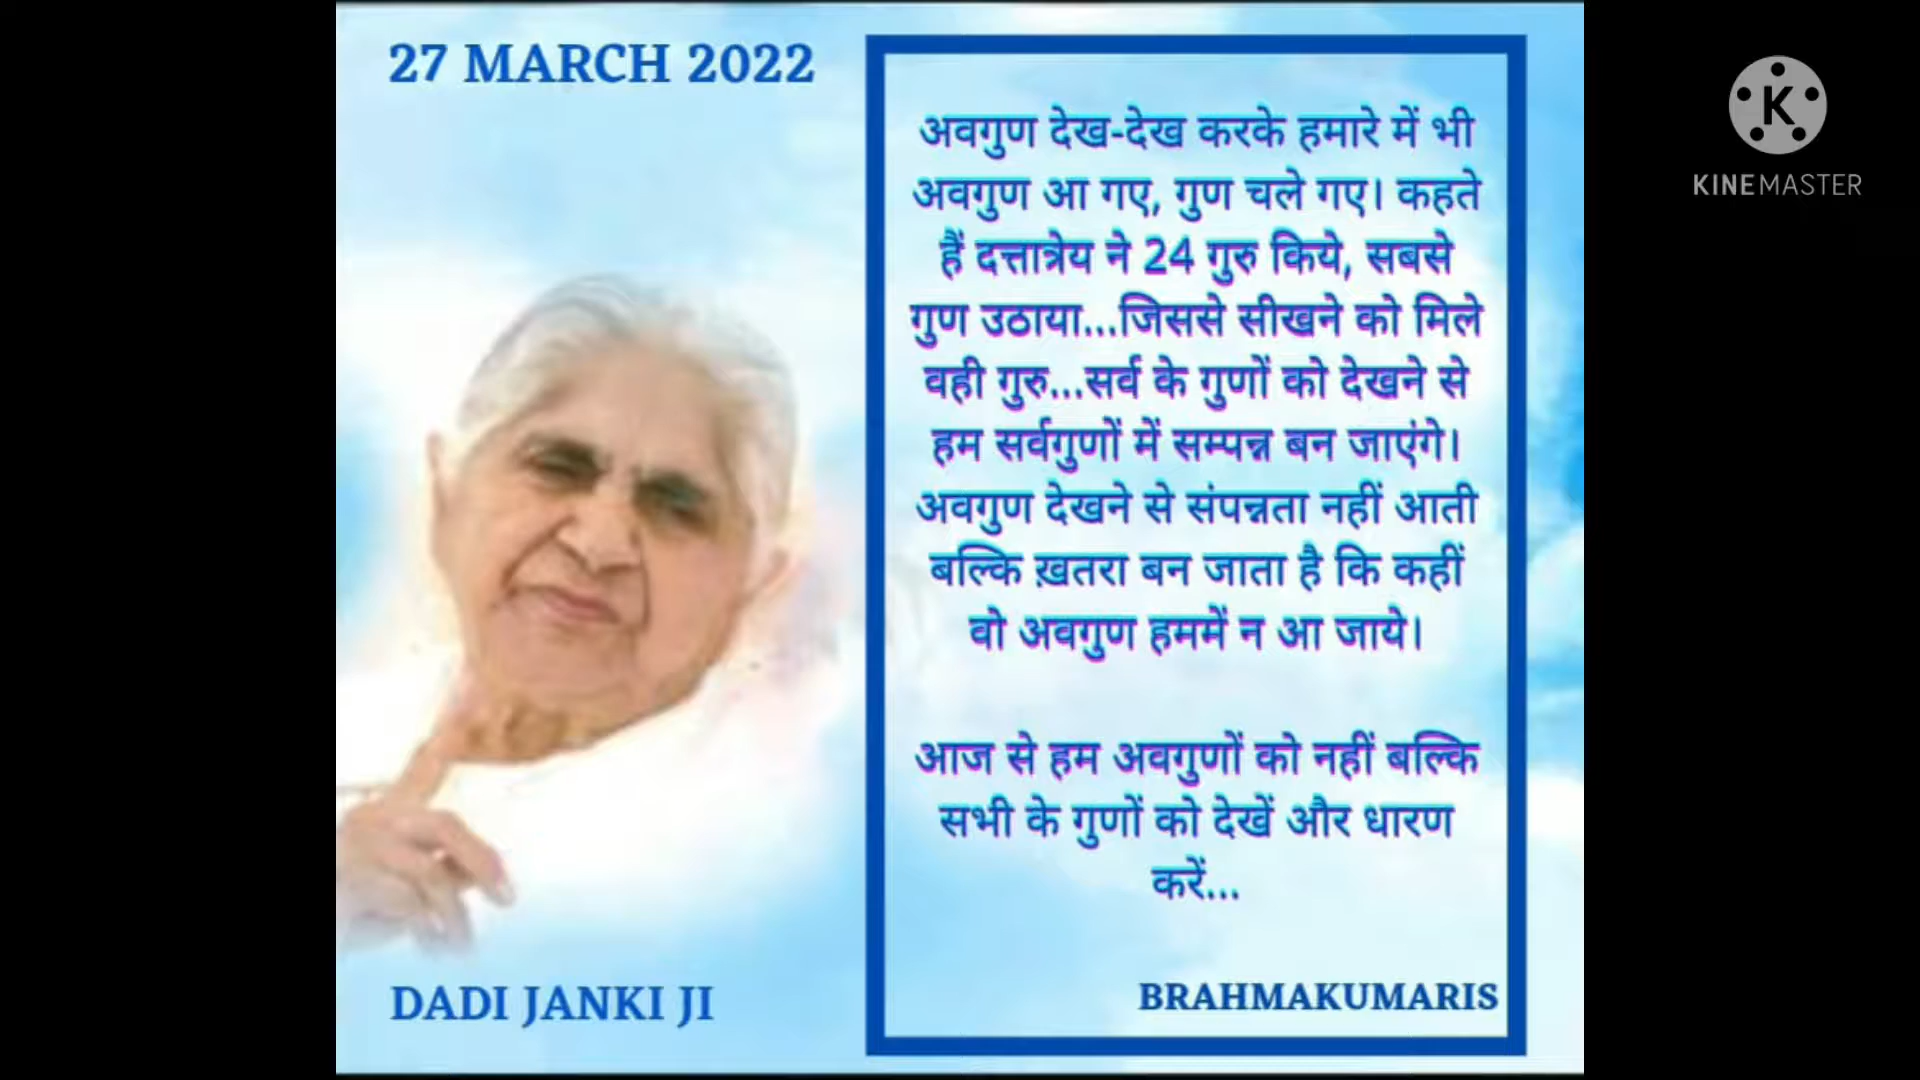 27 MARCH 2022
अवगुण देख-देख करके हमारे में भी
अवगुण आ गए, गुण चले गए। कहते
हैं दत्तात्रेय ने 24 गुरु किये, सबसे
गुण उठाया...जिससे सीखने को मिले
वही गुरु...सर्व के गुणों को देखने से
हम सर्वगुणों में सम्पन्न बन जाएंगे।
अवगुण देखने से संपन्नता नहीं आती
बल्कि ख़तरा बन जाता है कि कहीं
वो अवगुण हममें न आ जाये।
आज से हम अवगुणों को नहीं बल्कि
सभी के गुणों को देखें और धारण
करें...
DADI JANKI JI
BRAHMAKUMARIS
K
KINEMASTER